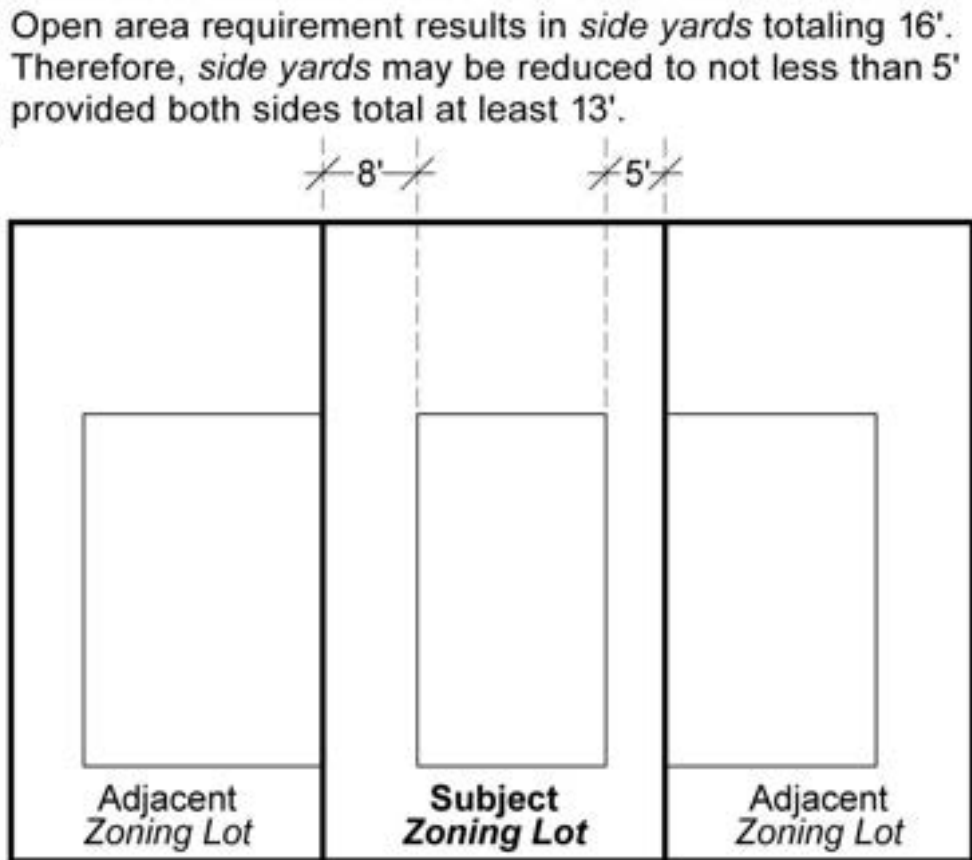 Open area requirement results in side yards totaling 16'.
Therefore, side yards may be reduced to not less than 5'
provided both sides total at least 13'.
8' 5'
Adjacent Subject Adjacent
Zoning Lot Zoning Lot Zoning Lot